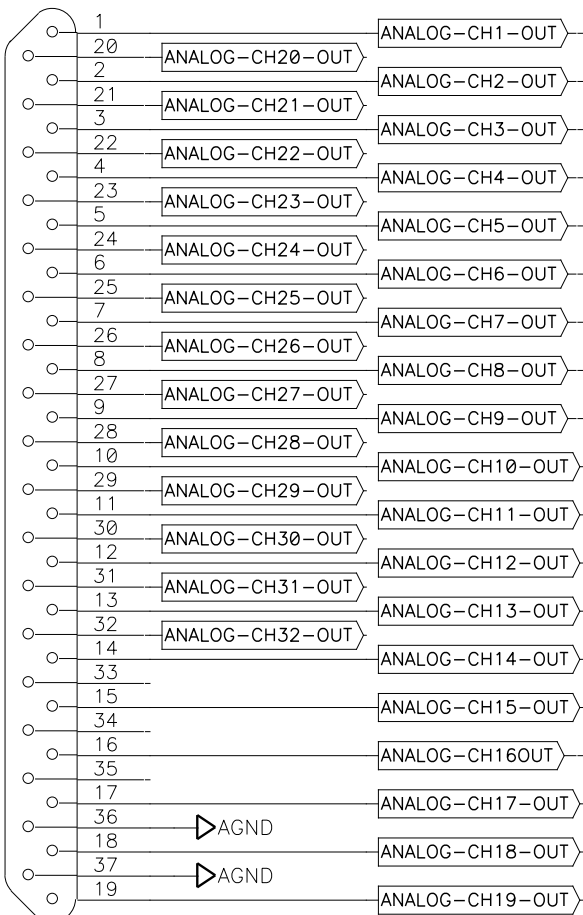 1 ANALOG-CH1-OUT
20 ANALOG-CH20-OUT
2 ANALOG-CH2-OUT
21 ANALOG-CH21-OUT
3 ANALOG-CH3-OUT
22 ANALOG-CH22-OUT
4 ANALOG-CH4-OUT
23 ANALOG-CH23-OUT
5 ANALOG-CH5-OUT
24 ANALOG-CH24-OUT
6 ANALOG-CH6-OUT
25 ANALOG-CH25-OUT
7 ANALOG-CH7-OUT
26 ANALOG-CH26-OUT
8 ANALOG-CH8-OUT
27 ANALOG-CH27-OUT
9 ANALOG-CH9-OUT
28 ANALOG-CH28-OUT
10 ANALOG-CH10-OUT
29 ANALOG-CH29-OUT
11 ANALOG-CH11-OUT
30 ANALOG-CH30-OUT
12 ANALOG-CH12-OUT
31 ANALOG-CH31-OUT
13 ANALOG-CH13-OUT
32 ANALOG-CH32-OUT
14 ANALOG-CH14-OUT
33
15 ANALOG-CH15-OUT
34
16 ANALOG-CH16OUT
35
17 ANALOG-CH17-OUT
36 AGND
18 ANALOG-CH18-OUT
37 AGND
19 ANALOG-CH19-OUT